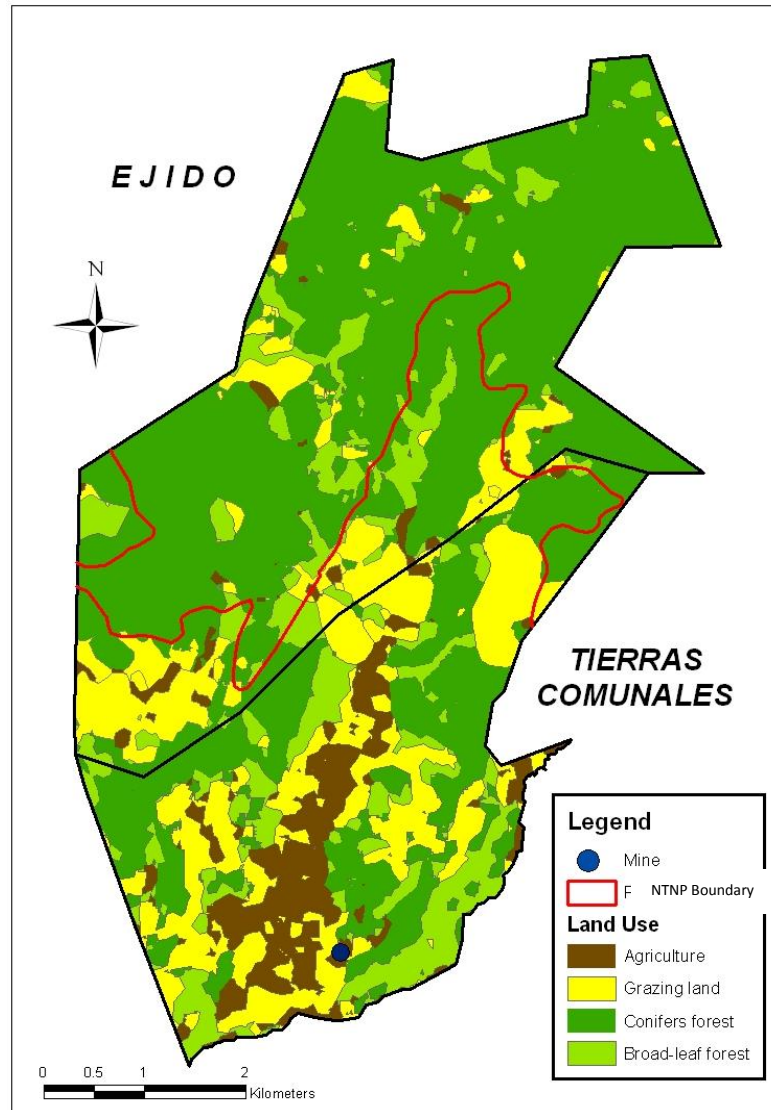 E J I D O
N
TIERRAS
COMUNALES
Legend
Mine
F NTNP Boundary
Land Use
Agriculture
Grazing land
Conifers forest
Broad-leaf forest
0 0.5 1 2
Kilometers